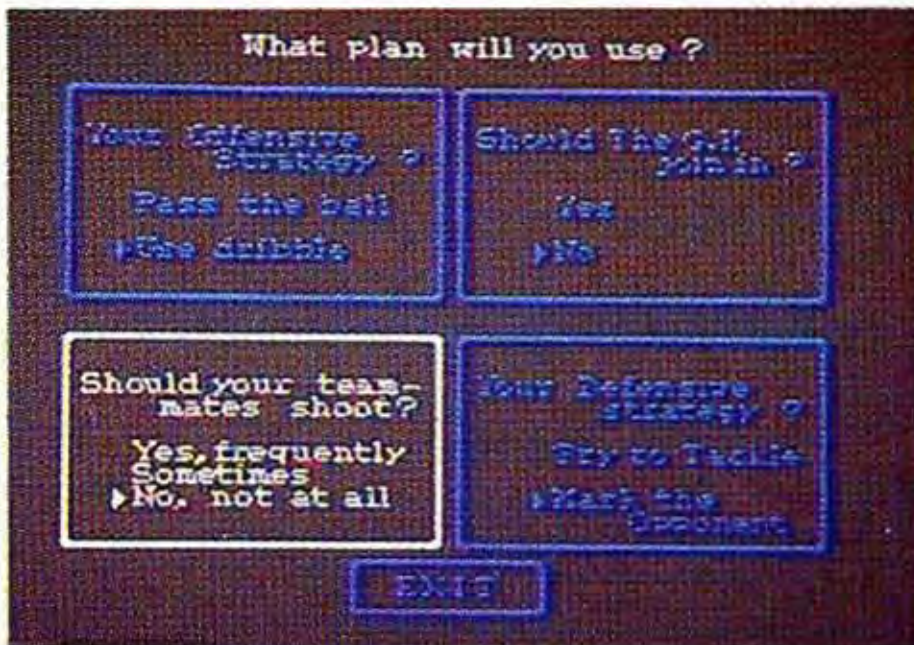 What plan will you use ?
Your Offensive
Strategy ?
Pass the ball
▶Use dribble
Should The G.K
join in ?
Yes
▶No
Should your team-
mates shoot?
Yes, frequently
Sometimes
▶No, not at all
Your Defensive
strategy ?
Try to Tackle
▶Mark the
Opponent
EXIT